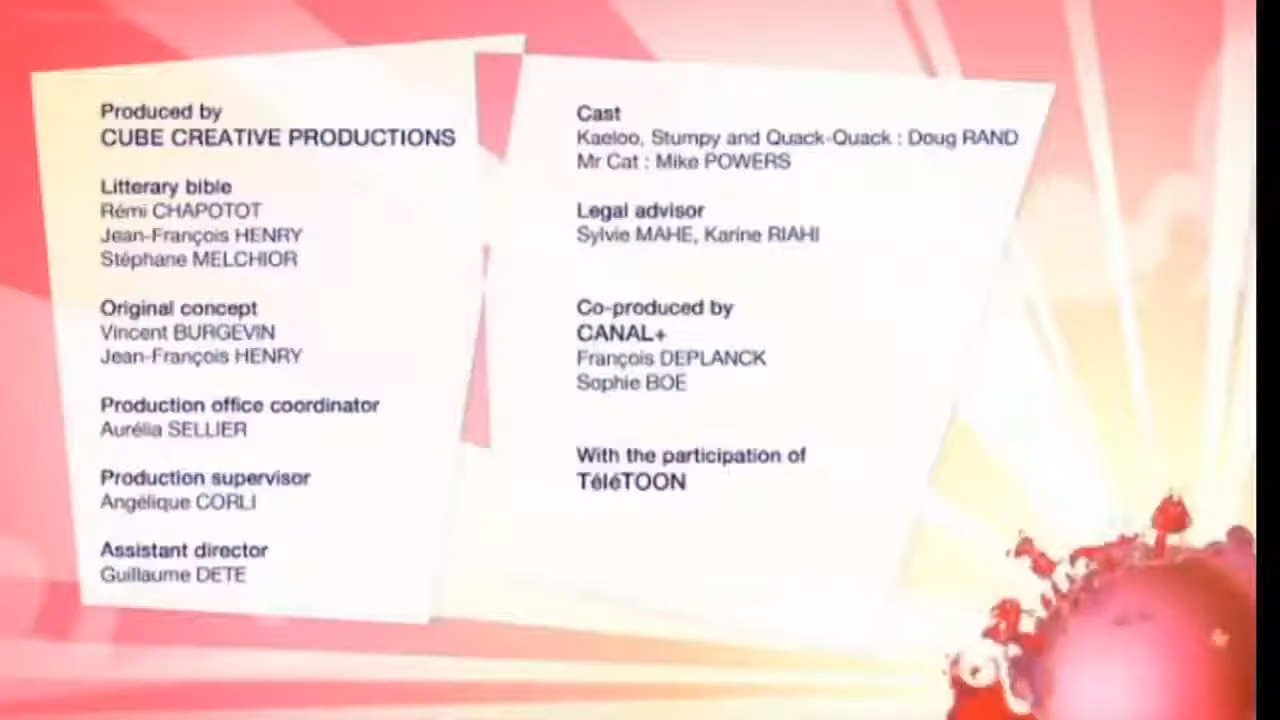 Produced by
CUBE CREATIVE PRODUCTIONS
Litterary bible
Rémi CHAPOTOT
Jean-François HENRY
Stéphane MELCHIOR
Original concept
Vincent BURGEVIN
Jean-François HENRY
Production office coordinator
Aurélia SELLIER
Production supervisor
Angélique CORLI
Assistant director
Guillaume DETE
Cast
Kaeloo, Stumpy and Quack-Quack : Doug RAND
Mr Cat : Mike POWERS
Legal advisor
Sylvie MAHE, Karine RIAHI
Co-produced by
CANAL+
François DEPLANCK
Sophie BOE
With the participation of
TéléTOON